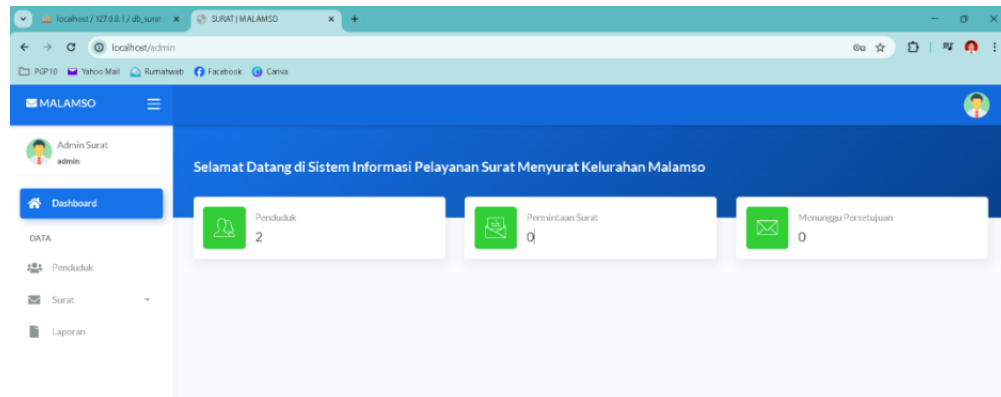 localhost / 127.0.0.1 / db_surat
SURAT | MALAMSO
localhost/admin
PGP10 Yahoo Mail Rumahweb Facebook Canva
MALAMSO
Admin Surat
admin
Selamat Datang di Sistem Informasi Pelayanan Surat Menyurat Kelurahan Malamso
Dashboard
Penduduk
2
Permintaan Surat
0
Menunggu Persetujuan
0
DATA
Penduduk
Surat
Laporan